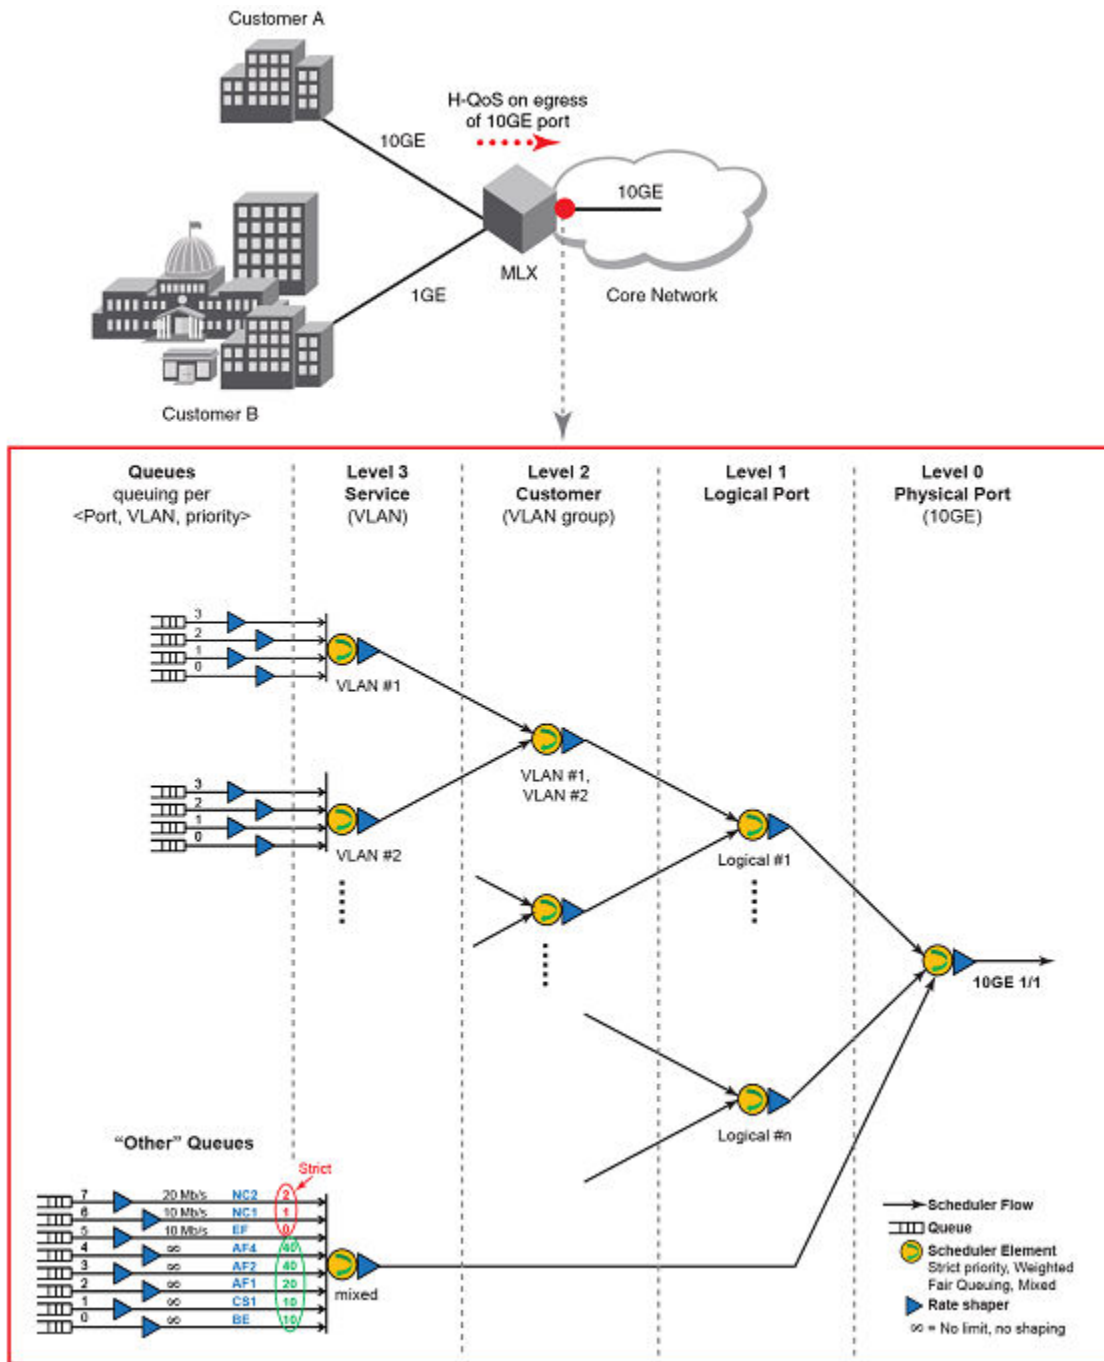 Customer A
H-QoS on egress
of 10GE port
10GE
10GE
MLX
1GE
Core Network
Customer B
Queues
queuing per
<Port, VLAN, priority>
Level 3
Service
(VLAN)
Level 2
Customer
(VLAN group)
Level 1
Logical Port
Level 0
Physical Port
(10GE)
3
2
1
0
VLAN #1
VLAN #1,
VLAN #2
3
2
1
0
VLAN #2
Logical #1
10GE 1/1
Logical #n
"Other" Queues
Strict
7 20 Mb/s NC2 2
6 10 Mb/s NC1 1
5 10 Mb/s EF 0
4 ∞ AF4 40
3 ∞ AF2 40
2 ∞ AF1 20
1 ∞ CS1 10
0 ∞ BE 10
mixed
Scheduler Flow
Queue
Scheduler Element
Strict priority, Weighted
Fair Queuing, Mixed
Rate shaper
∞ = No limit, no shaping